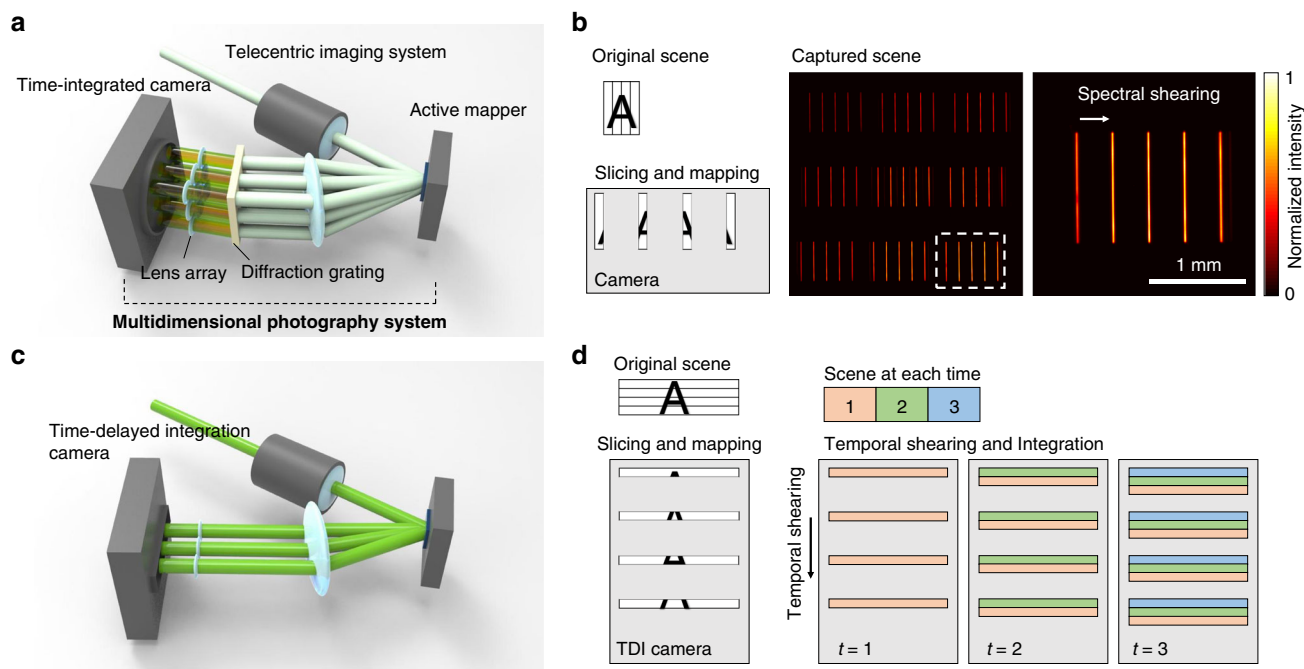 a
Telecentric imaging system
Time-integrated camera
Active mapper
Lens array
Diffraction grating
Multidimensional photography system
b
Original scene
A
Slicing and mapping
Camera
Captured scene
Spectral shearing
1 mm
1
0
Normalized intensity
c
Time-delayed integration
camera
d
Original scene
A
Slicing and mapping
TDI camera
Scene at each time
1 2 3
Temporal shearing and Integration
Temporal shearing
t = 1
t = 2
t = 3